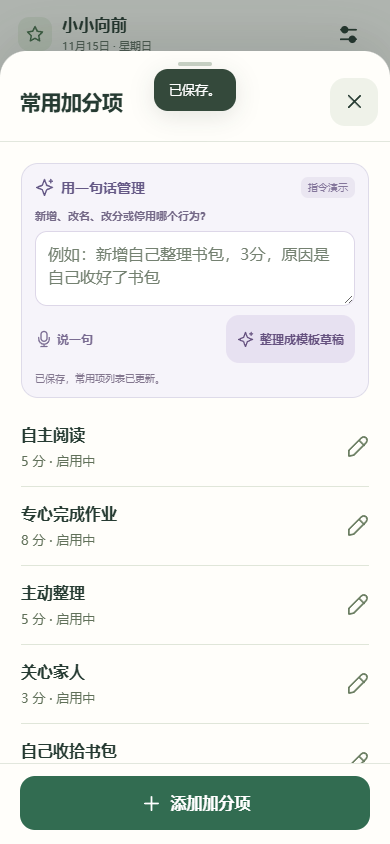 小小向前
11月15日 · 星期日
常用加分项
已保存。
用一句话管理
指令演示
新增、改名、改分或停用哪个行为?
例如：新增自己整理书包，3分，原因是
自己收好了书包
说一句
整理成模板草稿
已保存，常用项列表已更新。
自主阅读
5 分 · 启用中
专心完成作业
8 分 · 启用中
主动整理
5 分 · 启用中
关心家人
3 分 · 启用中
自己收拾书包
添加加分项